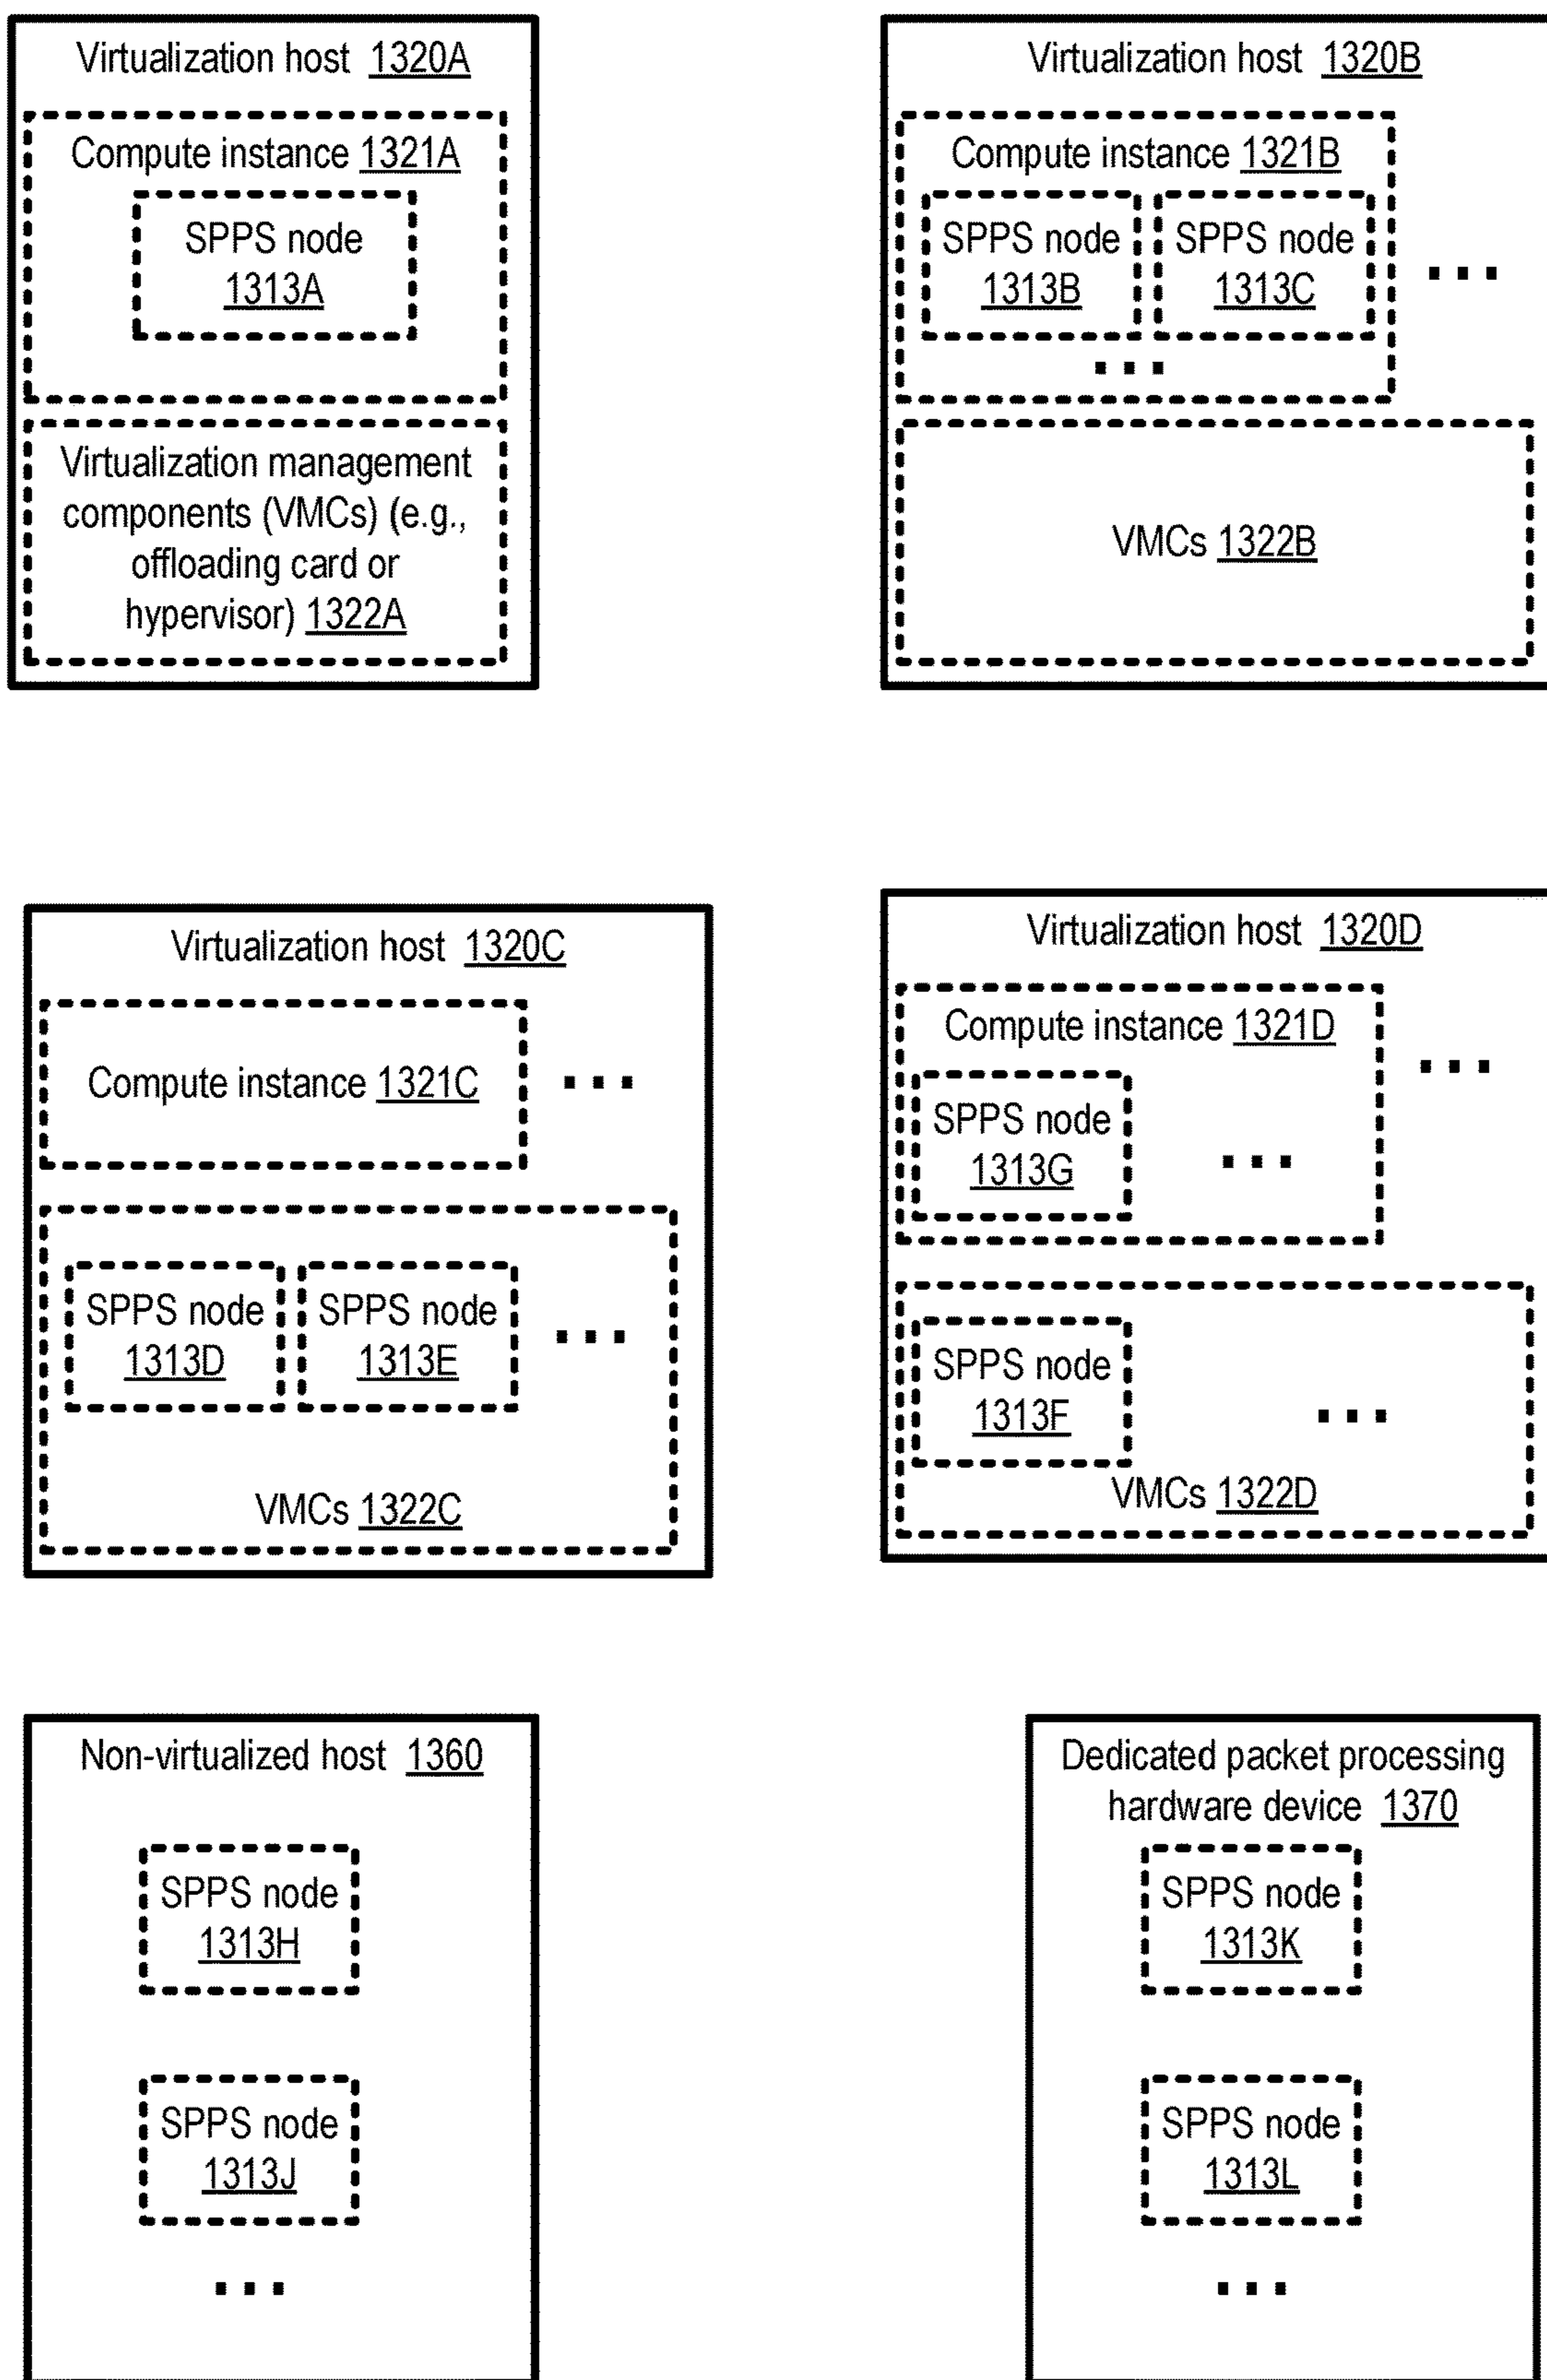 Virtualization host 1320A
Compute instance 1321A
SPPS node
1313A
Virtualization management
components (VMCs) (e.g.,
offloading card or
hypervisor) 1322A
Virtualization host 1320B
Compute instance 1321B
SPPS node
1313B
SPPS node
1313C
...
...
VMCs 1322B
Virtualization host 1320C
Compute instance 1321C
...
SPPS node
1313D
SPPS node
1313E
...
VMCs 1322C
Virtualization host 1320D
Compute instance 1321D
...
SPPS node
1313G
...
SPPS node
1313F
...
VMCs 1322D
Non-virtualized host 1360
SPPS node
1313H
SPPS node
1313J
...
Dedicated packet processing
hardware device 1370
SPPS node
1313K
SPPS node
1313L
...